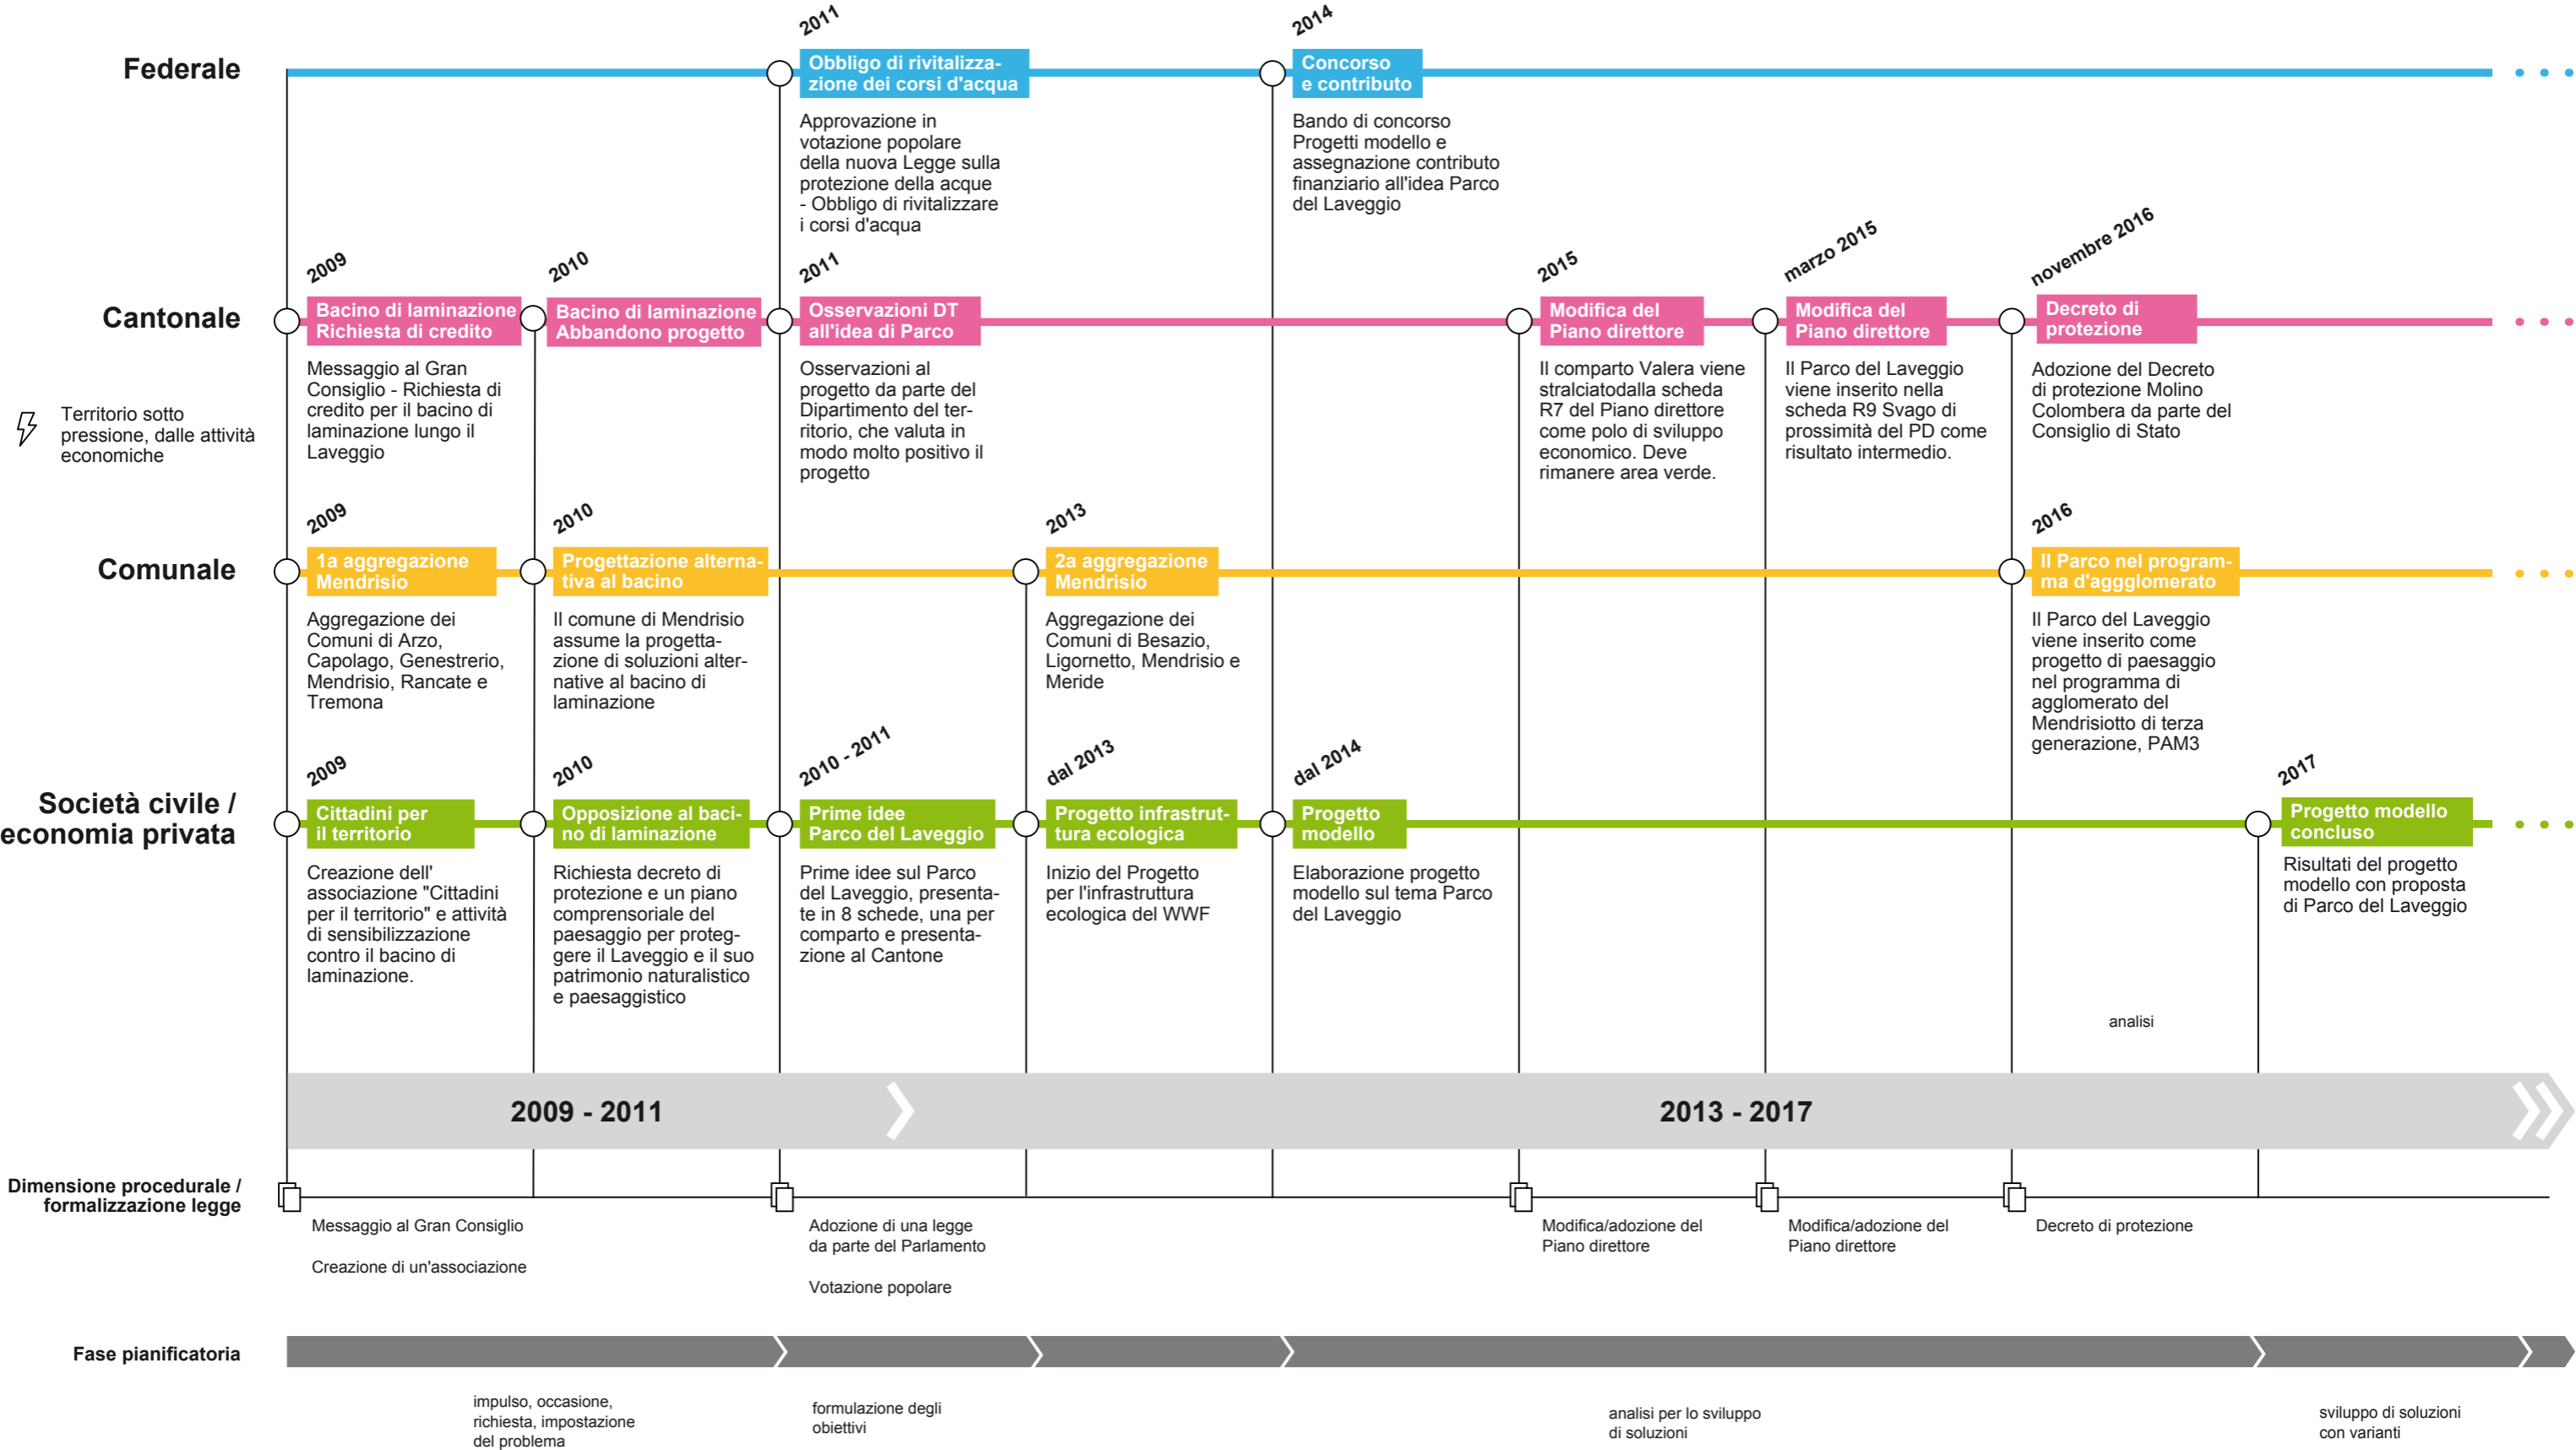 2011
2014
Federale
Obbligo di rivitalizza-
zione dei corsi d'acqua
Concorso
e contributo
Approvazione in
votazione popolare
della nuova Legge sulla
protezione della acque
- Obbligo di rivitalizzare
i corsi d'acqua
Bando di concorso
Progetti modello e
assegnazione contributo
finanziario all'idea Parco
del Laveggio
2009
2010
2011
2015
marzo 2015
novembre 2016
Cantonale
Bacino di laminazione
Richiesta di credito
Bacino di laminazione
Abbandono progetto
Osservazioni DT
all'idea di Parco
Modifica del
Piano direttore
Modifica del
Piano direttore
Decreto di
protezione
Messaggio al Gran
Consiglio - Richiesta di
credito per il bacino di
laminazione lungo il
Laveggio
Osservazioni al
progetto da parte del
Dipartimento del ter-
ritorio, che valuta in
modo molto positivo il
progetto
Il comparto Valera viene
stralciatodalla scheda
R7 del Piano direttore
come polo di sviluppo
economico. Deve
rimanere area verde.
Il Parco del Laveggio
viene inserito nella
scheda R9 Svago di
prossimità del PD come
risultato intermedio.
Adozione del Decreto
di protezione Molino
Colombera da parte del
Consiglio di Stato
Territorio sotto
pressione, dalle attività
economiche
2009
2010
2013
2016
Comunale
1a aggregazione
Mendrisio
Progettazione alterna-
tiva al bacino
2a aggregazione
Mendrisio
Il Parco nel program-
ma d'aggglomerato
Aggregazione dei
Comuni di Arzo,
Capolago, Genestrerio,
Mendrisio, Rancate e
Tremona
Il comune di Mendrisio
assume la progetta-
zione di soluzioni alter-
native al bacino di
laminazione
Aggregazione dei
Comuni di Besazio,
Ligornetto, Mendrisio e
Meride
Il Parco del Laveggio
viene inserito come
progetto di paesaggio
nel programma di
agglomerato del
Mendrisiotto di terza
generazione, PAM3
2009
2010
2010 - 2011
dal 2013
dal 2014
2017
Società civile /
economia privata
Cittadini per
il territorio
Opposizione al baci-
no di laminazione
Prime idee
Parco del Laveggio
Progetto infrastrut-
tura ecologica
Progetto
modello
Progetto modello
concluso
Creazione dell'
associazione "Cittadini
per il territorio" e attività
di sensibilizzazione
contro il bacino di
laminazione.
Richiesta decreto di
protezione e un piano
comprensoriale del
paesaggio per proteg-
gere il Laveggio e il suo
patrimonio naturalistico
e paesaggistico
Prime idee sul Parco
del Laveggio, presenta-
te in 8 schede, una per
comparto e presenta-
zione al Cantone
Inizio del Progetto
per l'infrastruttura
ecologica del WWF
Elaborazione progetto
modello sul tema Parco
del Laveggio
Risultati del progetto
modello con proposta
di Parco del Laveggio
analisi
2009 - 2011
2013 - 2017
Dimensione procedurale /
formalizzazione legge
Messaggio al Gran Consiglio
Creazione di un'associazione
Adozione di una legge
da parte del Parlamento
Votazione popolare
Modifica/adozione del
Piano direttore
Modifica/adozione del
Piano direttore
Decreto di protezione
Fase pianificatoria
impulso, occasione,
richiesta, impostazione
del problema
formulazione degli
obiettivi
analisi per lo sviluppo
di soluzioni
sviluppo di soluzioni
con varianti